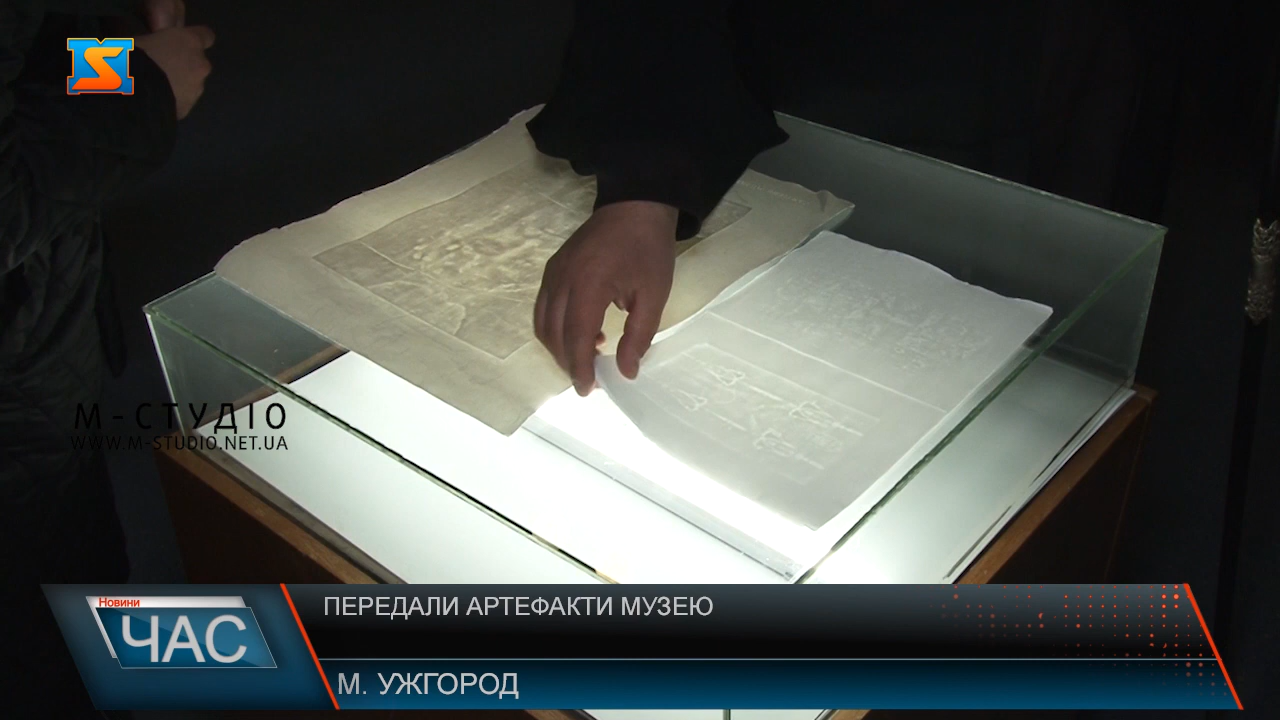 М-СТУДІО
WWW.M-STUDIO.NET.UA
Новини
ЧАС
ПЕРЕДАЛИ АРТЕФАКТИ МУЗЕЮ
М. УЖГОРОД